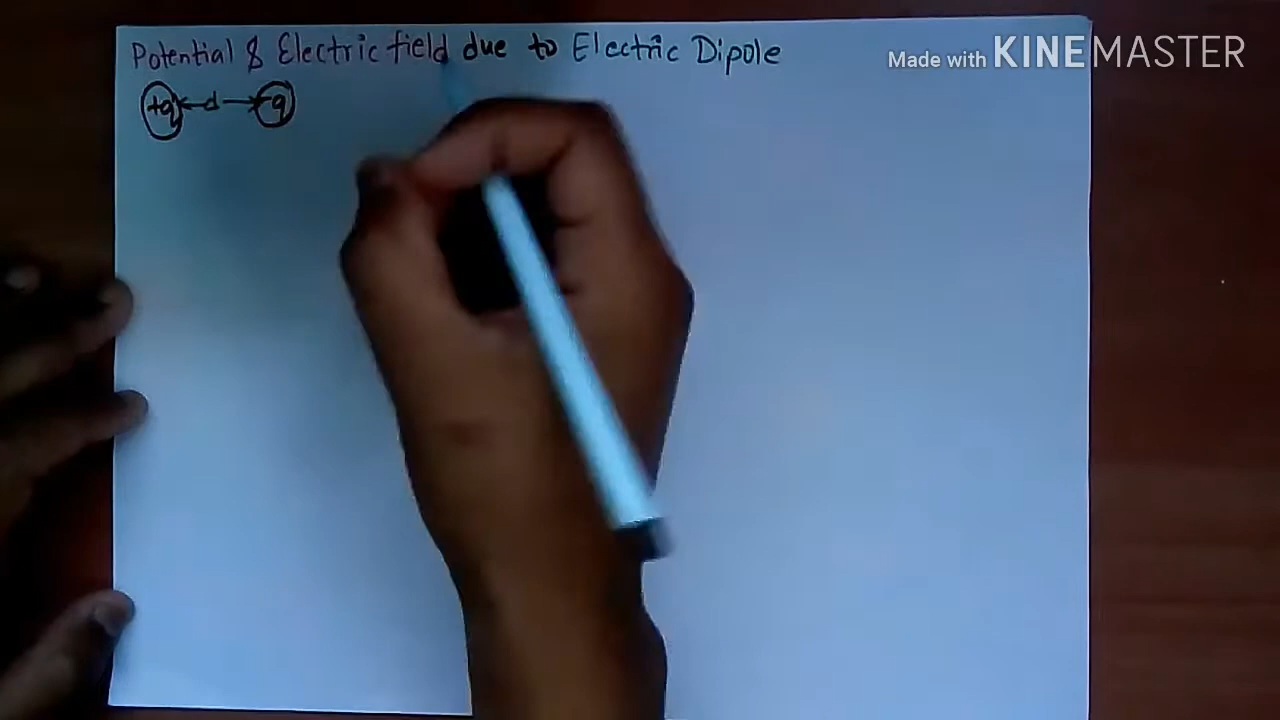 Potential & Electric field due to Electric Dipole
Made with KINEMASTER
+q d -q